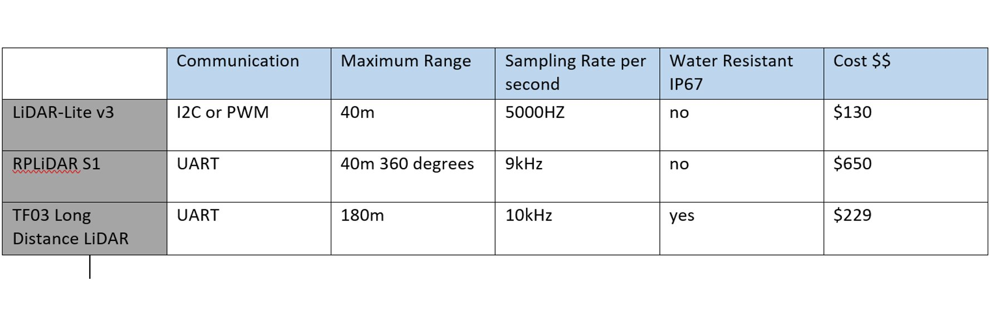 Communication
Maximum Range
Sampling Rate per
second
Water Resistant
IP67
Cost $$
LiDAR-Lite v3
I2C or PWM
40m
5000HZ
no
$130
RPLiDAR S1
UART
40m 360 degrees
9kHz
no
$650
TF03 Long
Distance LiDAR
UART
180m
10kHz
yes
$229